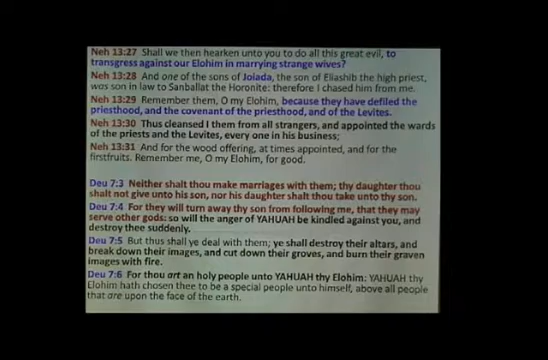 Neh 13:27 Shall we then hearken unto you to do all this great evil, to
transgress against our Elohim in marrying strange wives?
Neh 13:28 And one of the sons of Joiada, the son of Eliashib the high priest,
was son in law to Sanballat the Horonite: therefore I chased him from me.
Neh 13:29 Remember them, O my Elohim, because they have defiled the
priesthood, and the covenant of the priesthood, and of the Levites.
Neh 13:30 Thus cleansed I them from all strangers, and appointed the wards
of the priests and the Levites, every one in his business;
Neh 13:31 And for the wood offering, at times appointed, and for the
firstfruits. Remember me, O my Elohim, for good.
Deu 7:3 Neither shalt thou make marriages with them; thy daughter thou
shalt not give unto his son, nor his daughter shalt thou take unto thy son.
Deu 7:4 For they will turn away thy son from following me, that they may
serve other gods: so will the anger of YAHUAH be kindled against you, and
destroy thee suddenly.
Deu 7:5 But thus shall ye deal with them; ye shall destroy their altars, and
break down their images, and cut down their groves, and burn their graven
images with fire.
Deu 7:6 For thou art an holy people unto YAHUAH thy Elohim: YAHUAH thy
Elohim hath chosen thee to be a special people unto himself, above all people
that are upon the face of the earth.